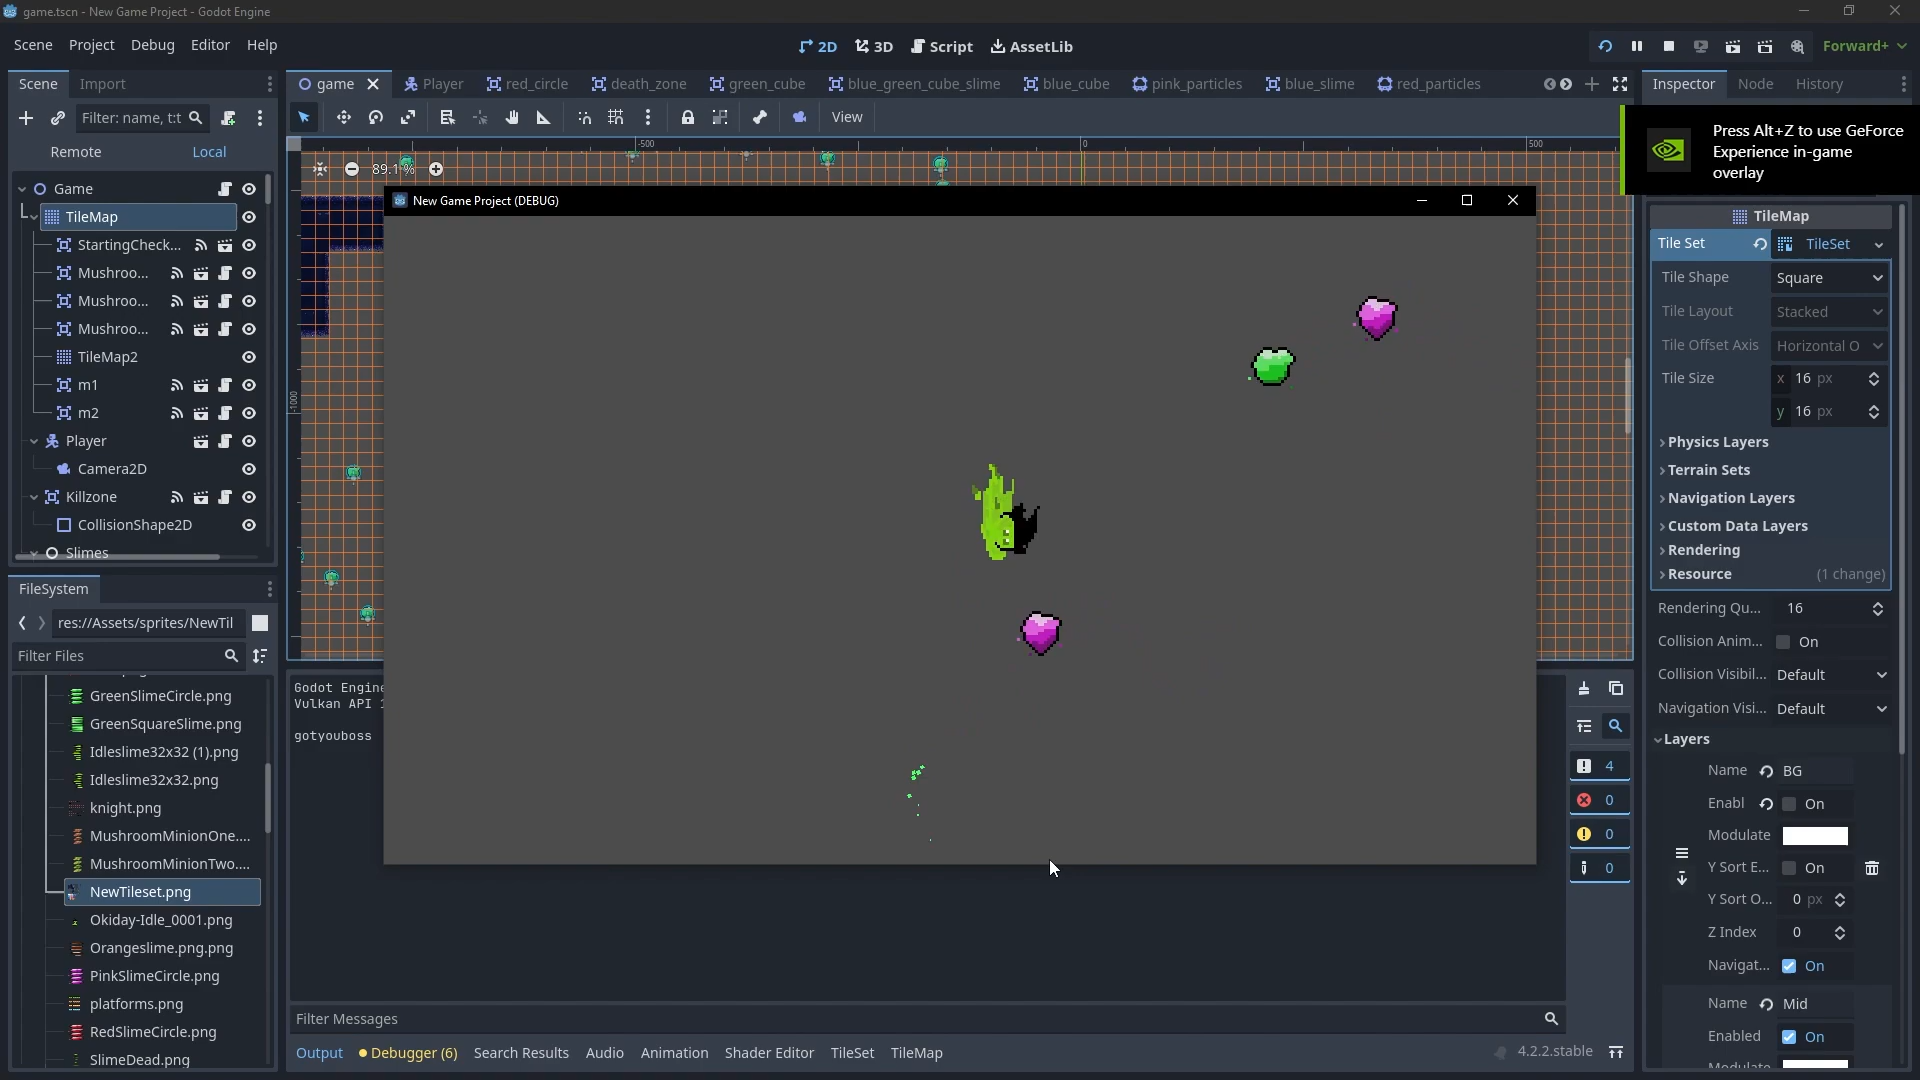 game.tscn - New Game Project - Godot Engine
Scene Project Debug Editor Help
2D 3D Script AssetLib
Forward+
Scene Import
game Player red_circle death_zone green_cube blue_green_cube_slime blue_cube pink_particles blue_slime red_particles
Inspector Node History
Filter: name, t:t
View
Remote Local
-500 0 500
89.1 %
-1000
Press Alt+Z to use GeForce
Experience in-game
overlay
New Game Project (DEBUG)
Game
TileMap
StartingCheck...
Mushroo...
Mushroo...
Mushroo...
TileMap2
m1
m2
Player
Camera2D
Killzone
CollisionShape2D
Slimes
FileSystem
res://Assets/sprites/NewTil
Filter Files
GreenSlimeCircle.png
GreenSquareSlime.png
Idleslime32x32 (1).png
Idleslime32x32.png
knight.png
MushroomMinionOne....
MushroomMinionTwo....
NewTileset.png
Okiday-Idle_0001.png
Orangeslime.png.png
PinkSlimeCircle.png
platforms.png
RedSlimeCircle.png
SlimeDead.png
Godot Engine
Vulkan API
gotyouboss
4
0
0
0
Filter Messages
Output Debugger (6) Search Results Audio Animation Shader Editor TileSet TileMap
4.2.2.stable
TileMap
Tile Set TileSet
Tile Shape Square
Tile Layout Stacked
Tile Offset Axis Horizontal O
Tile Size x 16 px
y 16 px
Physics Layers
Terrain Sets
Navigation Layers
Custom Data Layers
Rendering
Resource (1 change)
Rendering Qu... 16
Collision Anim... On
Collision Visibil... Default
Navigation Visi... Default
Layers
Name BG
Enabl On
Modulate
Y Sort E... On
Y Sort O... 0 px
Z Index 0
Navigat... On
Name Mid
Enabled On
Modulate